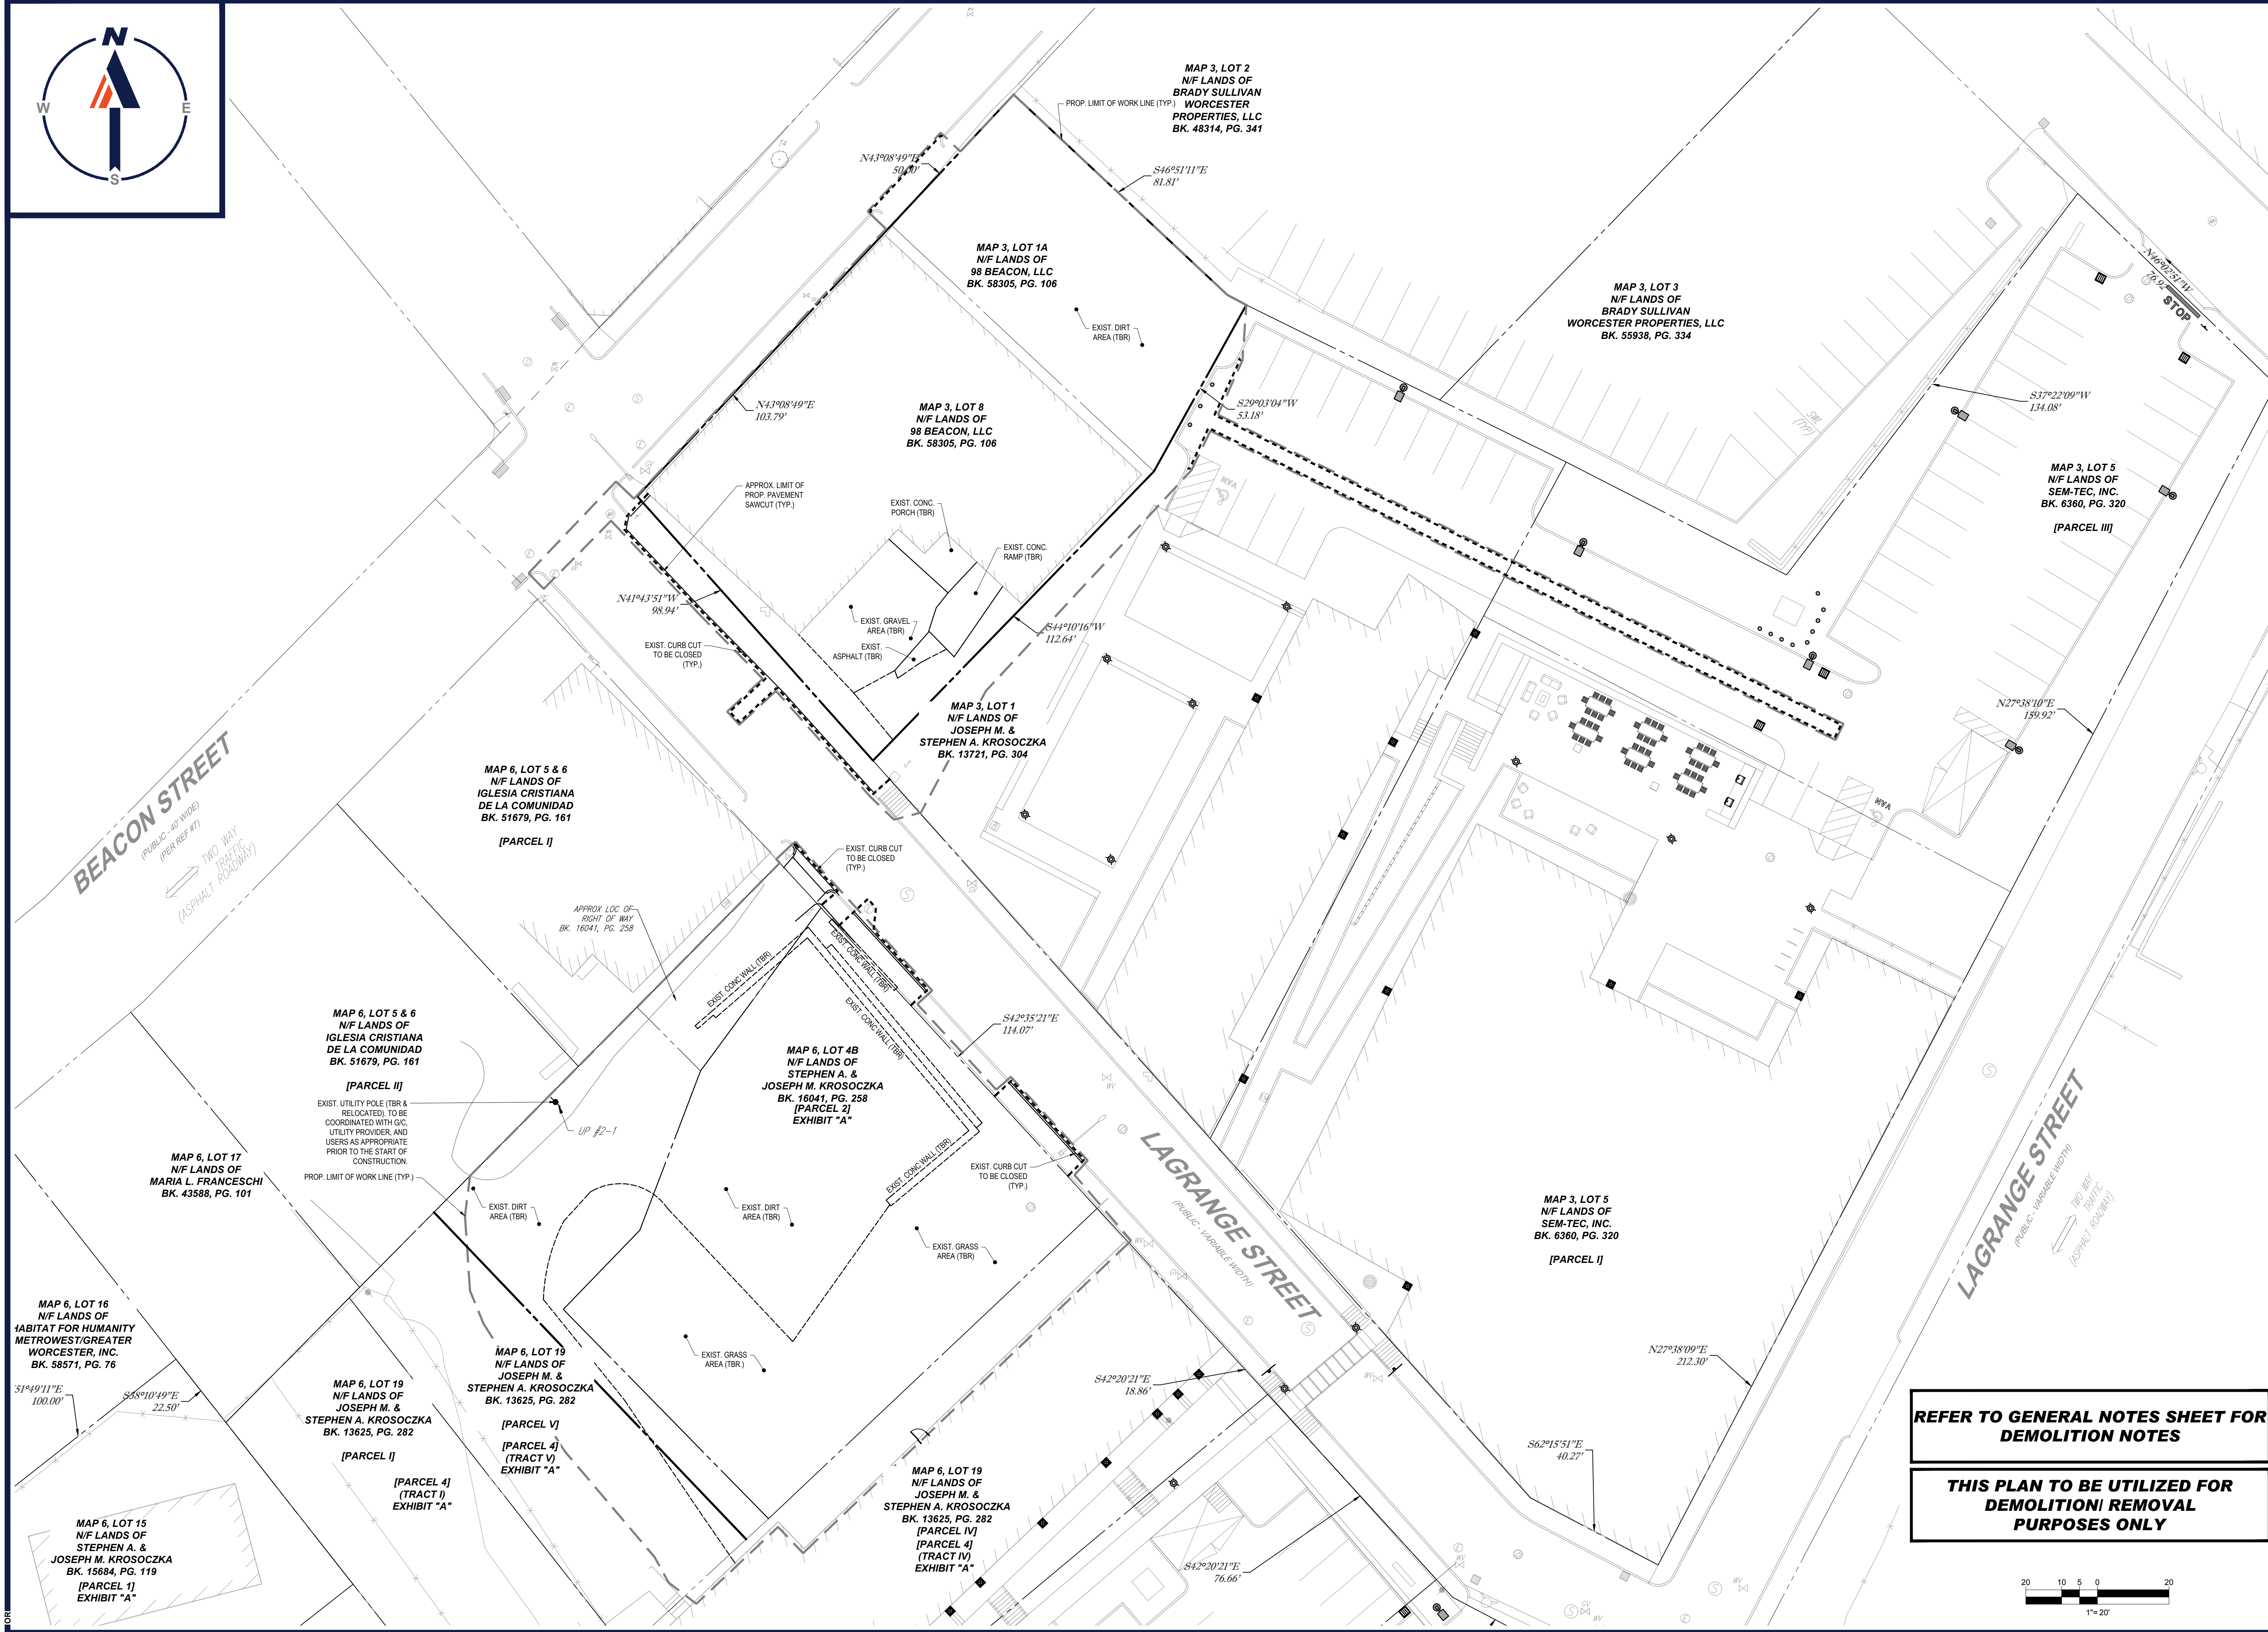 N
W
E
S
MAP 3, LOT 2
N/F LANDS OF
BRADY SULLIVAN
WORCESTER
PROPERTIES, LLC
BK. 48314, PG. 341
PROP. LIMIT OF WORK LINE (TYP.)
N43°08'49"E
S46°51'11"E
81.81'
MAP 3, LOT 1A
N/F LANDS OF
98 BEACON, LLC
BK. 58305, PG. 106
EXIST. DIRT
AREA (TBR)
MAP 3, LOT 3
N/F LANDS OF
BRADY SULLIVAN
WORCESTER PROPERTIES, LLC
BK. 55938, PG. 334
N46°02'51"W
76.92'
STOP
N43°08'49"E
103.79'
MAP 3, LOT 8
N/F LANDS OF
98 BEACON, LLC
BK. 58305, PG. 106
S29°03'04"W
53.18'
S37°22'09"W
134.08'
SWL
(TYP)
MAP 3, LOT 5
N/F LANDS OF
SEM-TEC, INC.
BK. 6360, PG. 320
[PARCEL III]
APPROX. LIMIT OF
PROP. PAVEMENT
SAWCUT (TYP.)
EXIST. CONC.
PORCH (TBR)
EXIST. CONC.
RAMP (TBR)
VAN
N41°43'51"W
98.94'
EXIST. GRAVEL
AREA (TBR)
EXIST.
ASPHALT (TBR)
S44°10'16"W
112.64'
EXIST. CURB CUT
TO BE CLOSED
(TYP.)
MAP 3, LOT 1
N/F LANDS OF
JOSEPH M. &
STEPHEN A. KROSOCZKA
BK. 13721, PG. 304
N27°38'10"E
159.92'
VAN
BEACON STREET
(PUBLIC - 40' WIDE)
(PER REF #7)
TWO WAY
TRAFFIC
(ASPHALT ROADWAY)
MAP 6, LOT 5 & 6
N/F LANDS OF
IGLESIA CRISTIANA
DE LA COMUNIDAD
BK. 51679, PG. 161
[PARCEL I]
EXIST. CURB CUT
TO BE CLOSED
(TYP.)
APPROX LOC OF
RIGHT OF WAY
BK. 16041, PG. 258
EXIST. CONC WALL (TBR)
EXIST. CONC WALL (TBR)
EXIST. CONC WALL (TBR)
EXIST. CONC WALL (TBR)
MAP 6, LOT 5 & 6
N/F LANDS OF
IGLESIA CRISTIANA
DE LA COMUNIDAD
BK. 51679, PG. 161
[PARCEL II]
S42°35'21"E
114.07'
MAP 6, LOT 4B
N/F LANDS OF
STEPHEN A. &
JOSEPH M. KROSOCZKA
BK. 16041, PG. 258
[PARCEL 2]
EXHIBIT "A"
EXIST. UTILITY POLE (TBR &
RELOCATED). TO BE
COORDINATED WITH G/C,
UTILITY PROVIDER, AND
USERS AS APPROPRIATE
PRIOR TO THE START OF
CONSTRUCTION.
UP #2-1
PROP. LIMIT OF WORK LINE (TYP.)
MAP 6, LOT 17
N/F LANDS OF
MARIA L. FRANCESCHI
BK. 43588, PG. 101
EXIST. DIRT
AREA (TBR)
EXIST. DIRT
AREA (TBR)
EXIST. CURB CUT
TO BE CLOSED
(TYP.)
EXIST. GRASS
AREA (TBR)
LAGRANGE STREET
(PUBLIC - VARIABLE WIDTH)
MAP 3, LOT 5
N/F LANDS OF
SEM-TEC, INC.
BK. 6360, PG. 320
[PARCEL I]
LAGRANGE STREET
(PUBLIC - VARIABLE WIDTH)
TWO WAY
TRAFFIC
(ASPHALT ROADWAY)
MAP 6, LOT 16
N/F LANDS OF
HABITAT FOR HUMANITY
METROWEST/GREATER
WORCESTER, INC.
BK. 58571, PG. 76
51°49'11"E
100.00'
S38°10'49"E
22.50'
EXIST. GRASS
AREA (TBR.)
MAP 6, LOT 19
N/F LANDS OF
JOSEPH M. &
STEPHEN A. KROSOCZKA
BK. 13625, PG. 282
[PARCEL V]
[PARCEL 4]
(TRACT V)
EXHIBIT "A"
MAP 6, LOT 19
N/F LANDS OF
JOSEPH M. &
STEPHEN A. KROSOCZKA
BK. 13625, PG. 282
[PARCEL I]
[PARCEL 4]
(TRACT I)
EXHIBIT "A"
S42°20'21"E
18.86'
N27°38'09"E
212.30'
S62°15'51"E
40.27'
MAP 6, LOT 19
N/F LANDS OF
JOSEPH M. &
STEPHEN A. KROSOCZKA
BK. 13625, PG. 282
[PARCEL IV]
[PARCEL 4]
(TRACT IV)
EXHIBIT "A"
S42°20'21"E
76.66'
MAP 6, LOT 15
N/F LANDS OF
STEPHEN A. &
JOSEPH M. KROSOCZKA
BK. 15684, PG. 119
[PARCEL 1]
EXHIBIT "A"
REFER TO GENERAL NOTES SHEET FOR
DEMOLITION NOTES
THIS PLAN TO BE UTILIZED FOR
DEMOLITION/ REMOVAL
PURPOSES ONLY
20 10 5 0 20
1"= 20'